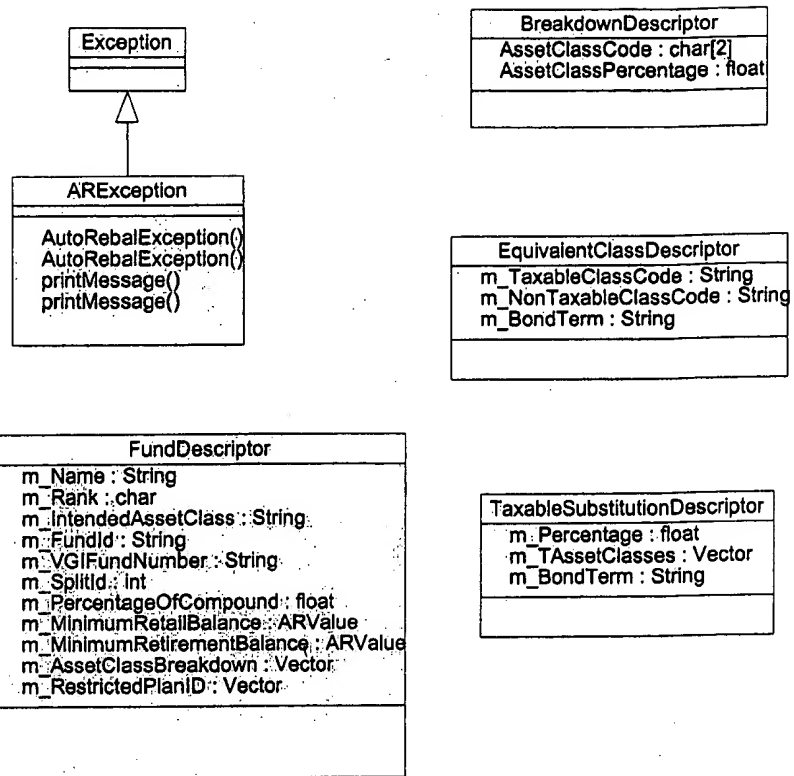 Exception
ARException
AutoRebalException()
AutoRebalException()
printMessage()
printMessage()
BreakdownDescriptor
AssetClassCode : char[2]
AssetClassPercentage : float
EquivalentClassDescriptor
m_TaxableClassCode : String
m_NonTaxableClassCode : String
m_BondTerm : String
FundDescriptor
m_Name : String
m_Rank : char
m_IntendedAssetClass : String
m_FundId : String
m_VGIFundNumber : String
m_SplitId : int
m_PercentageOfCompound : float
m_MinimumRetailBalance : ARValue
m_MinimumRetirementBalance : ARValue
m_AssetClassBreakdown : Vector
m_RestrictedPlanID : Vector
TaxableSubstitutionDescriptor
m_Percentage : float
m_TAssetClasses : Vector
m_BondTerm : String